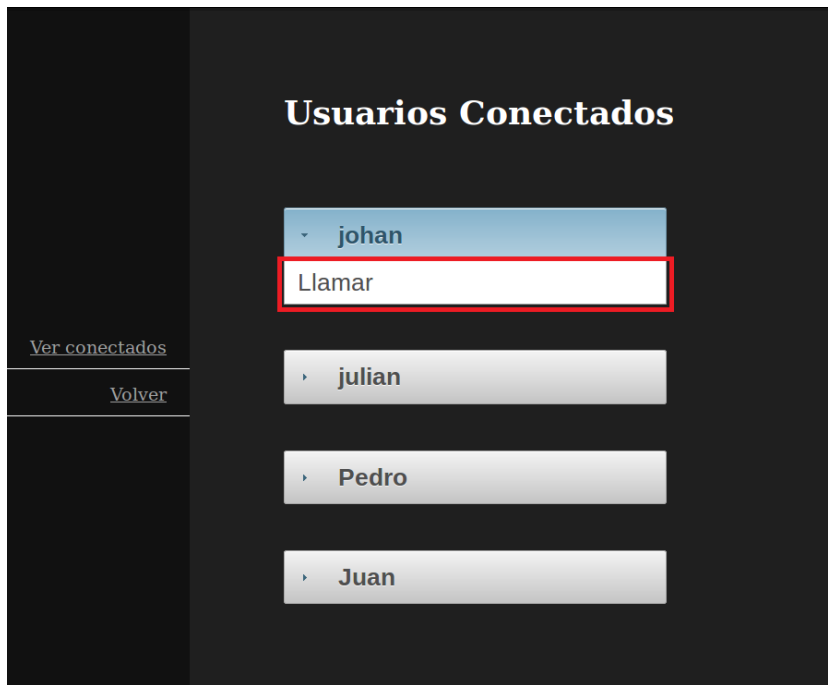 Usuarios Conectados
johan
Llamar
Ver conectados
julian
Volver
Pedro
Juan